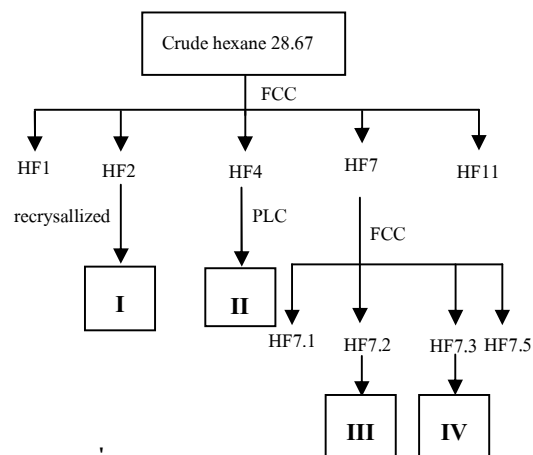 Crude hexane 28.67
FCC
HF1 HF2 HF4 HF7 HF11
recrysallized PLC FCC
I II
HF7.1 HF7.2 HF7.3 HF7.5
III IV
'